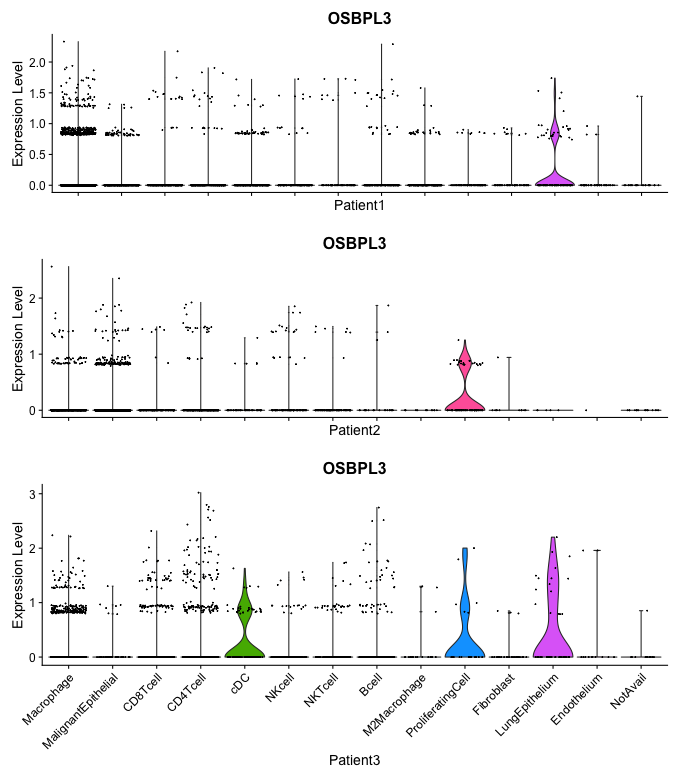 OSBPL3
Expression Level
2.0
1.5
1.0
0.5
0.0
Patient1
OSBPL3
Expression Level
2
1
0
Patient2
OSBPL3
Expression Level
3
2
1
0
Macrophage
MalignantEpithelial
CD8Tcell
CD4Tcell
cDC
NKcell
NKTcell
Bcell
M2Macrophage
ProliferatingCell
Fibroblast
LungEpithelium
Endothelium
NotAvail
Patient3